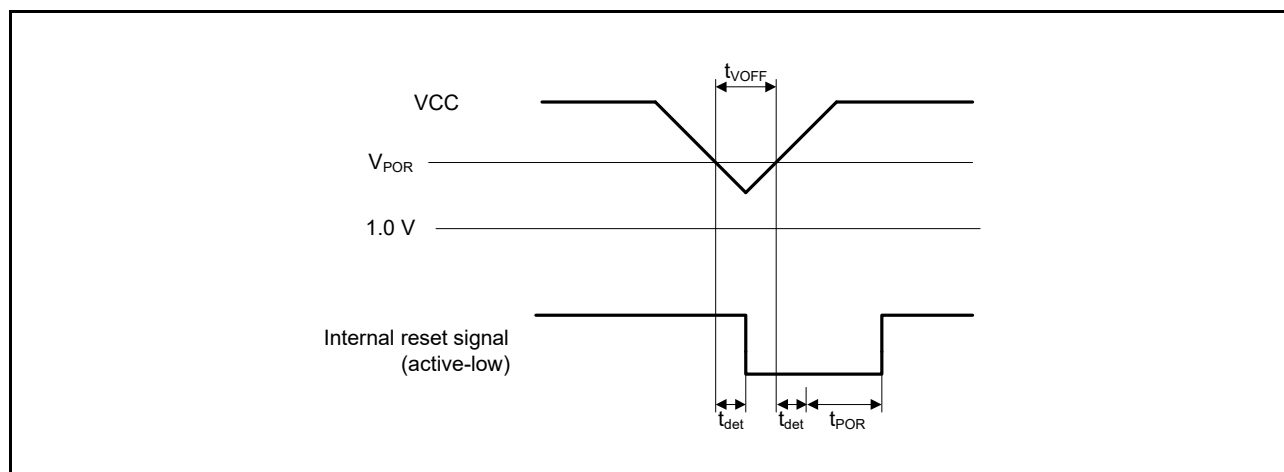 tVOFF
VCC
VPOR
1.0 V
Internal reset signal
(active-low)
tdet tdet tPOR